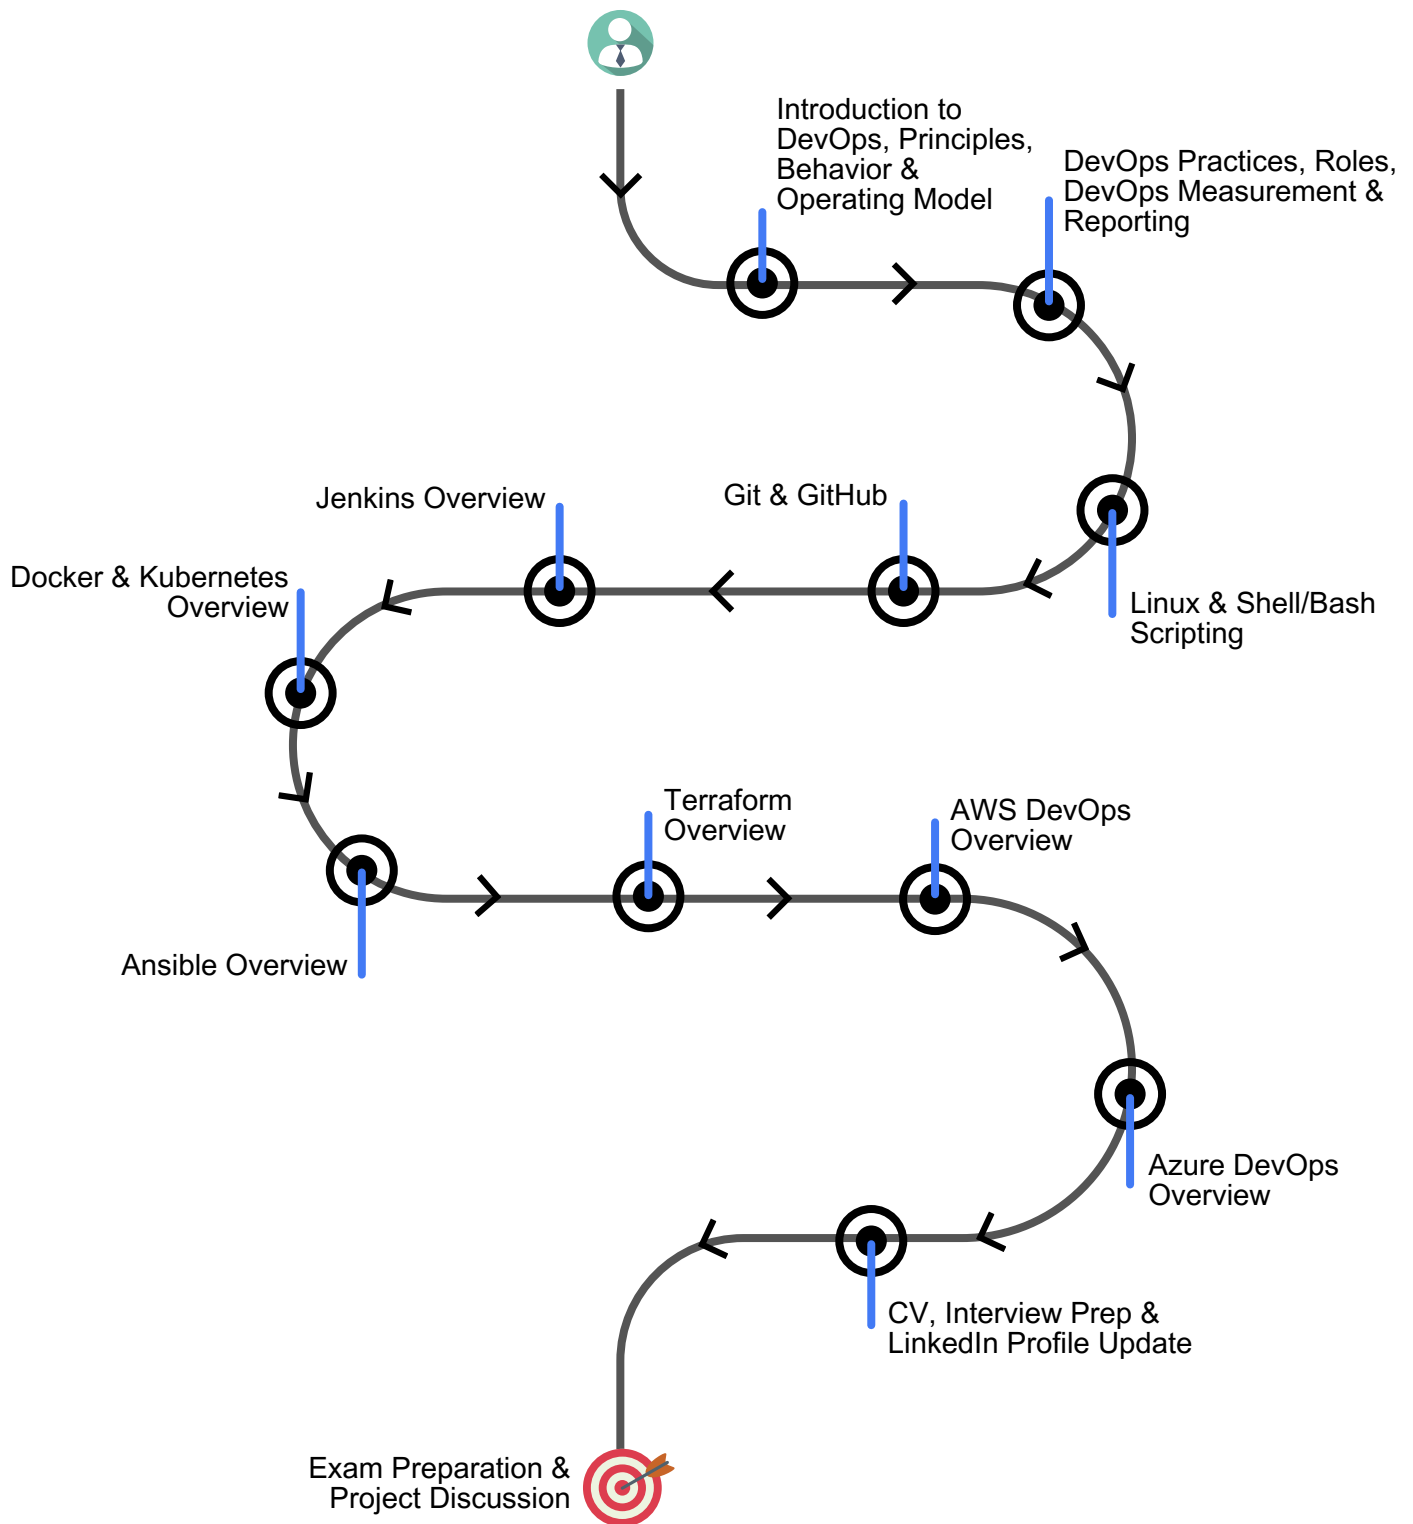 Introduction to
DevOps, Principles,
Behavior &
Operating Model
DevOps Practices, Roles,
DevOps Measurement &
Reporting
Linux & Shell/Bash
Scripting
Git & GitHub
Jenkins Overview
Docker & Kubernetes
Overview
Ansible Overview
Terraform
Overview
AWS DevOps
Overview
Azure DevOps
Overview
CV, Interview Prep &
LinkedIn Profile Update
Exam Preparation &
Project Discussion